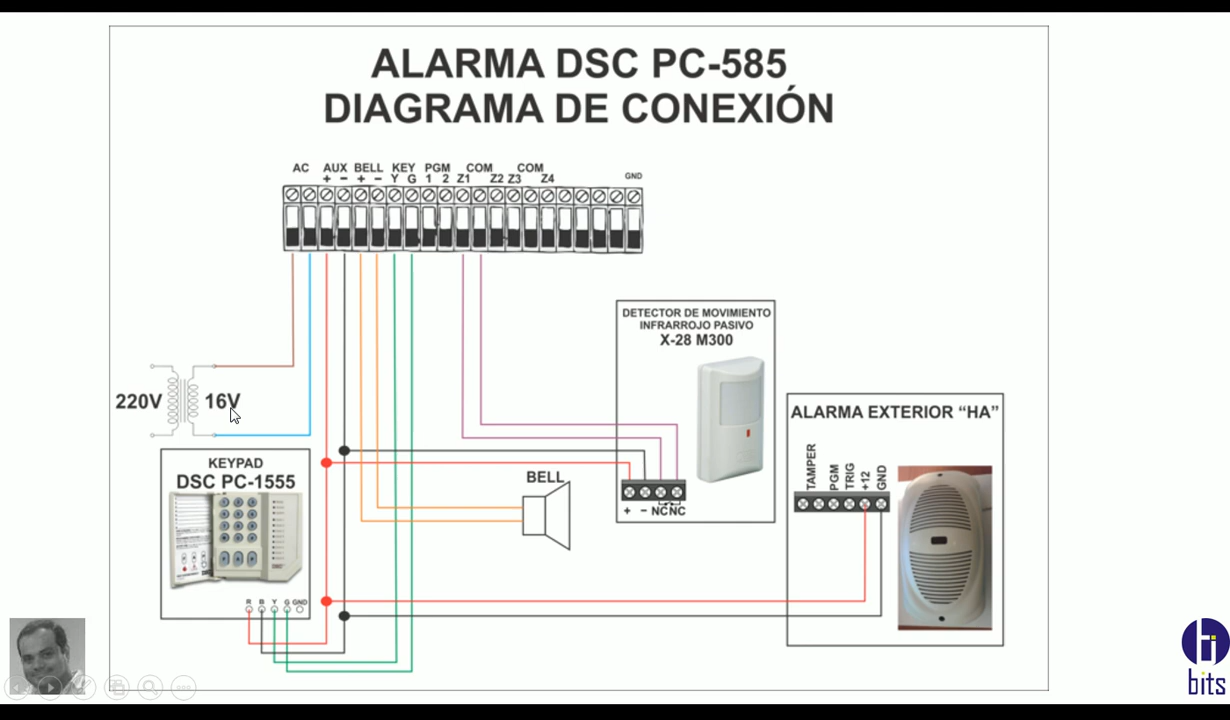 ALARMA DSC PC-585
DIAGRAMA DE CONEXIÓN
AC AUX BELL KEY PGM COM COM
+ − + − Y G 1 2 Z1 Z2 Z3 Z4 GND
DETECTOR DE MOVIMIENTO
INFRARROJO PASIVO
X-28 M300
220V 16V
ALARMA EXTERIOR “HA”
TAMPER PGM TRIG +12 GND
KEYPAD
DSC PC-1555
BELL
+ − NC NC
R B Y G GND
bits